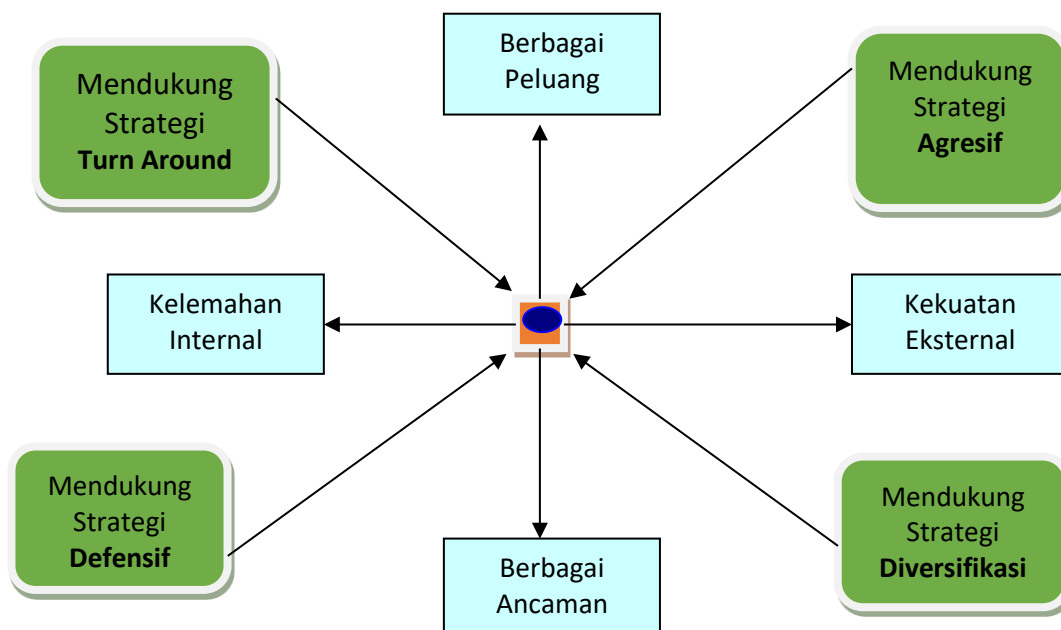 Berbagai
Peluang
Mendukung
Strategi
Turn Around
Mendukung
Strategi
Agresif
Kelemahan
Internal
Kekuatan
Eksternal
Mendukung
Strategi
Defensif
Berbagai
Ancaman
Mendukung
Strategi
Diversifikasi